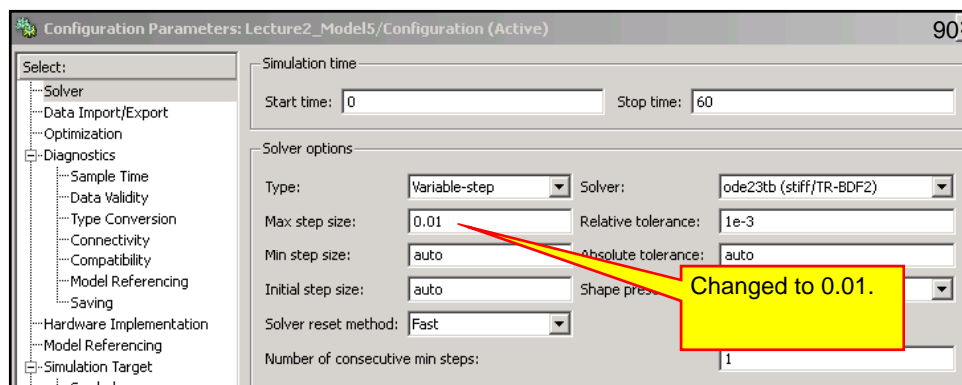 Configuration Parameters: Lecture2_Model5/Configuration (Active)
90
Select:
Solver
Data Import/Export
Optimization
Diagnostics
Sample Time
Data Validity
Type Conversion
Connectivity
Compatibility
Model Referencing
Saving
Hardware Implementation
Model Referencing
Simulation Target
Simulation time
Start time: 0 Stop time: 60
Solver options
Type: Variable-step Solver: ode23tb (stiff/TR-BDF2)
Max step size: 0.01 Relative tolerance: 1e-3
Min step size: auto Absolute tolerance: auto
Initial step size: auto Shape
Changed to 0.01.
Solver reset method: Fast
Number of consecutive min steps: 1